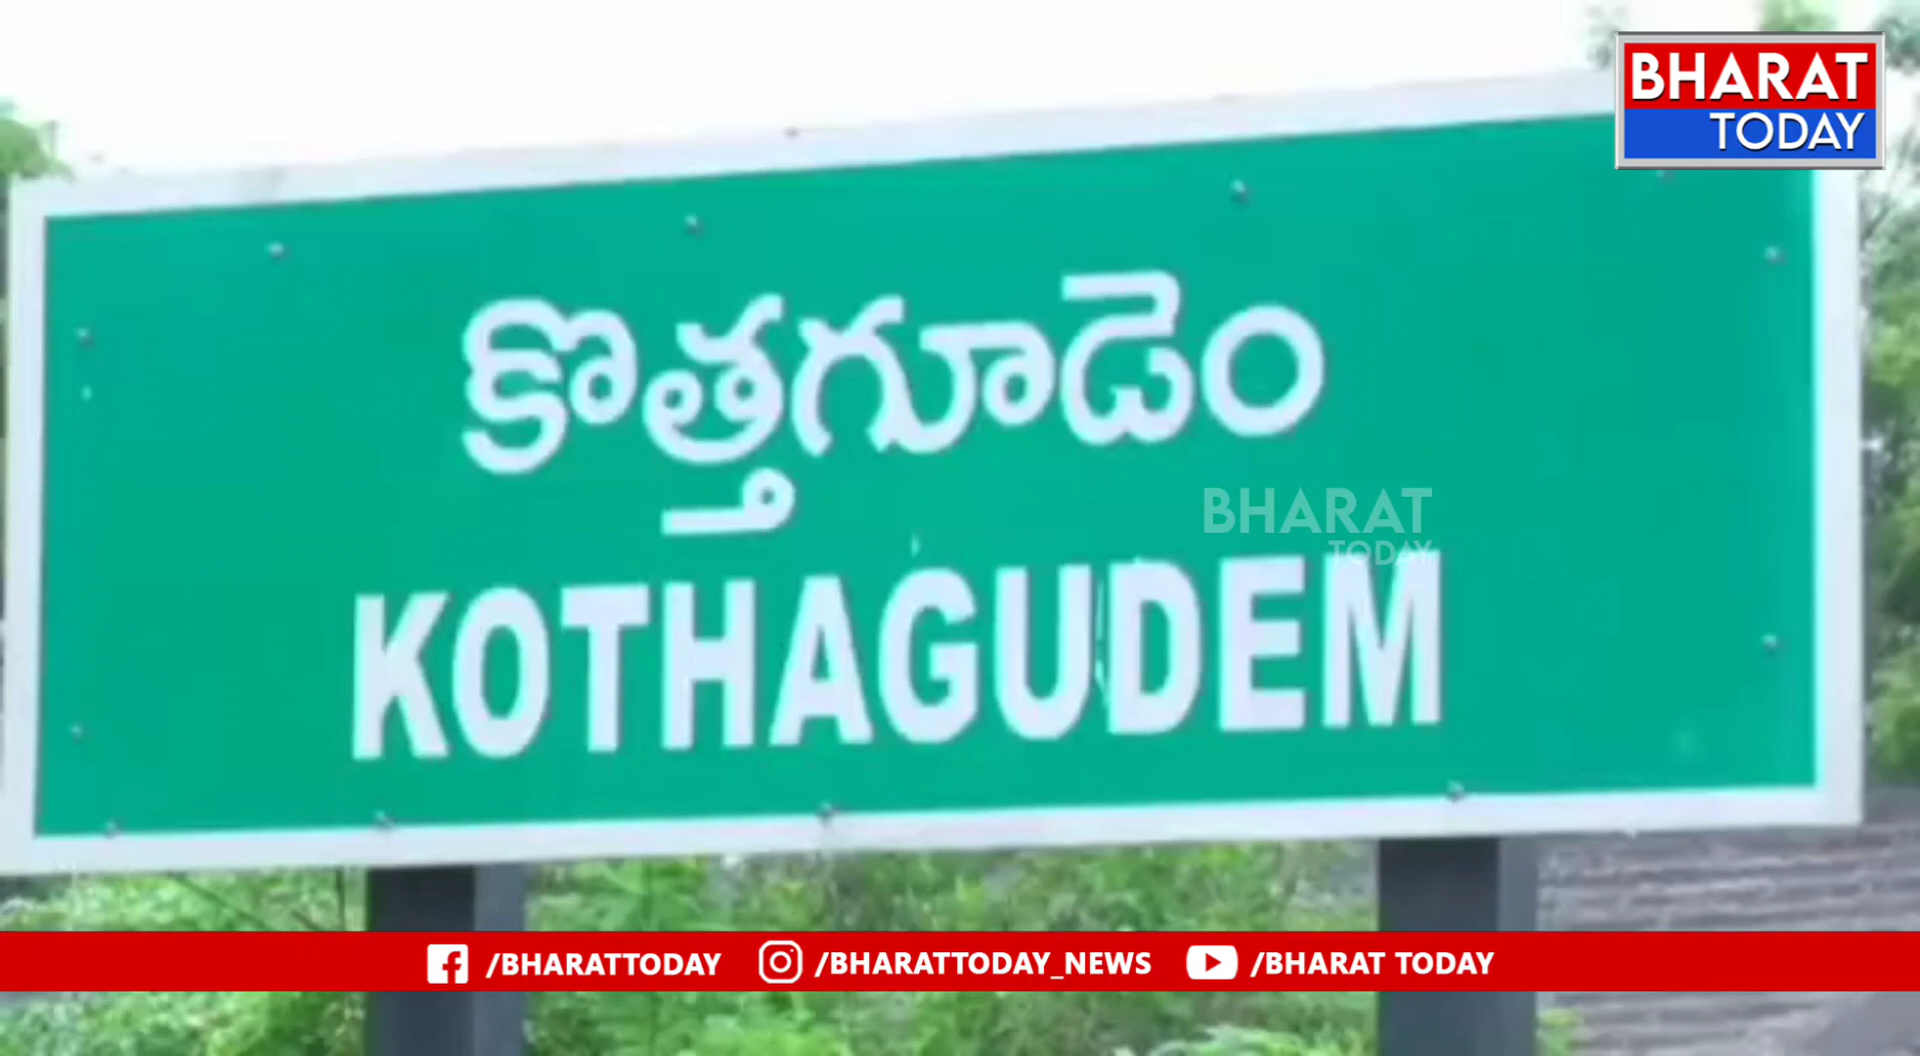 BHARAT
TODAY
కొత్తగూడెం
BHARAT
TODAY
KOTHAGUDEM
/BHARATTODAY /BHARATTODAY_NEWS /BHARAT TODAY